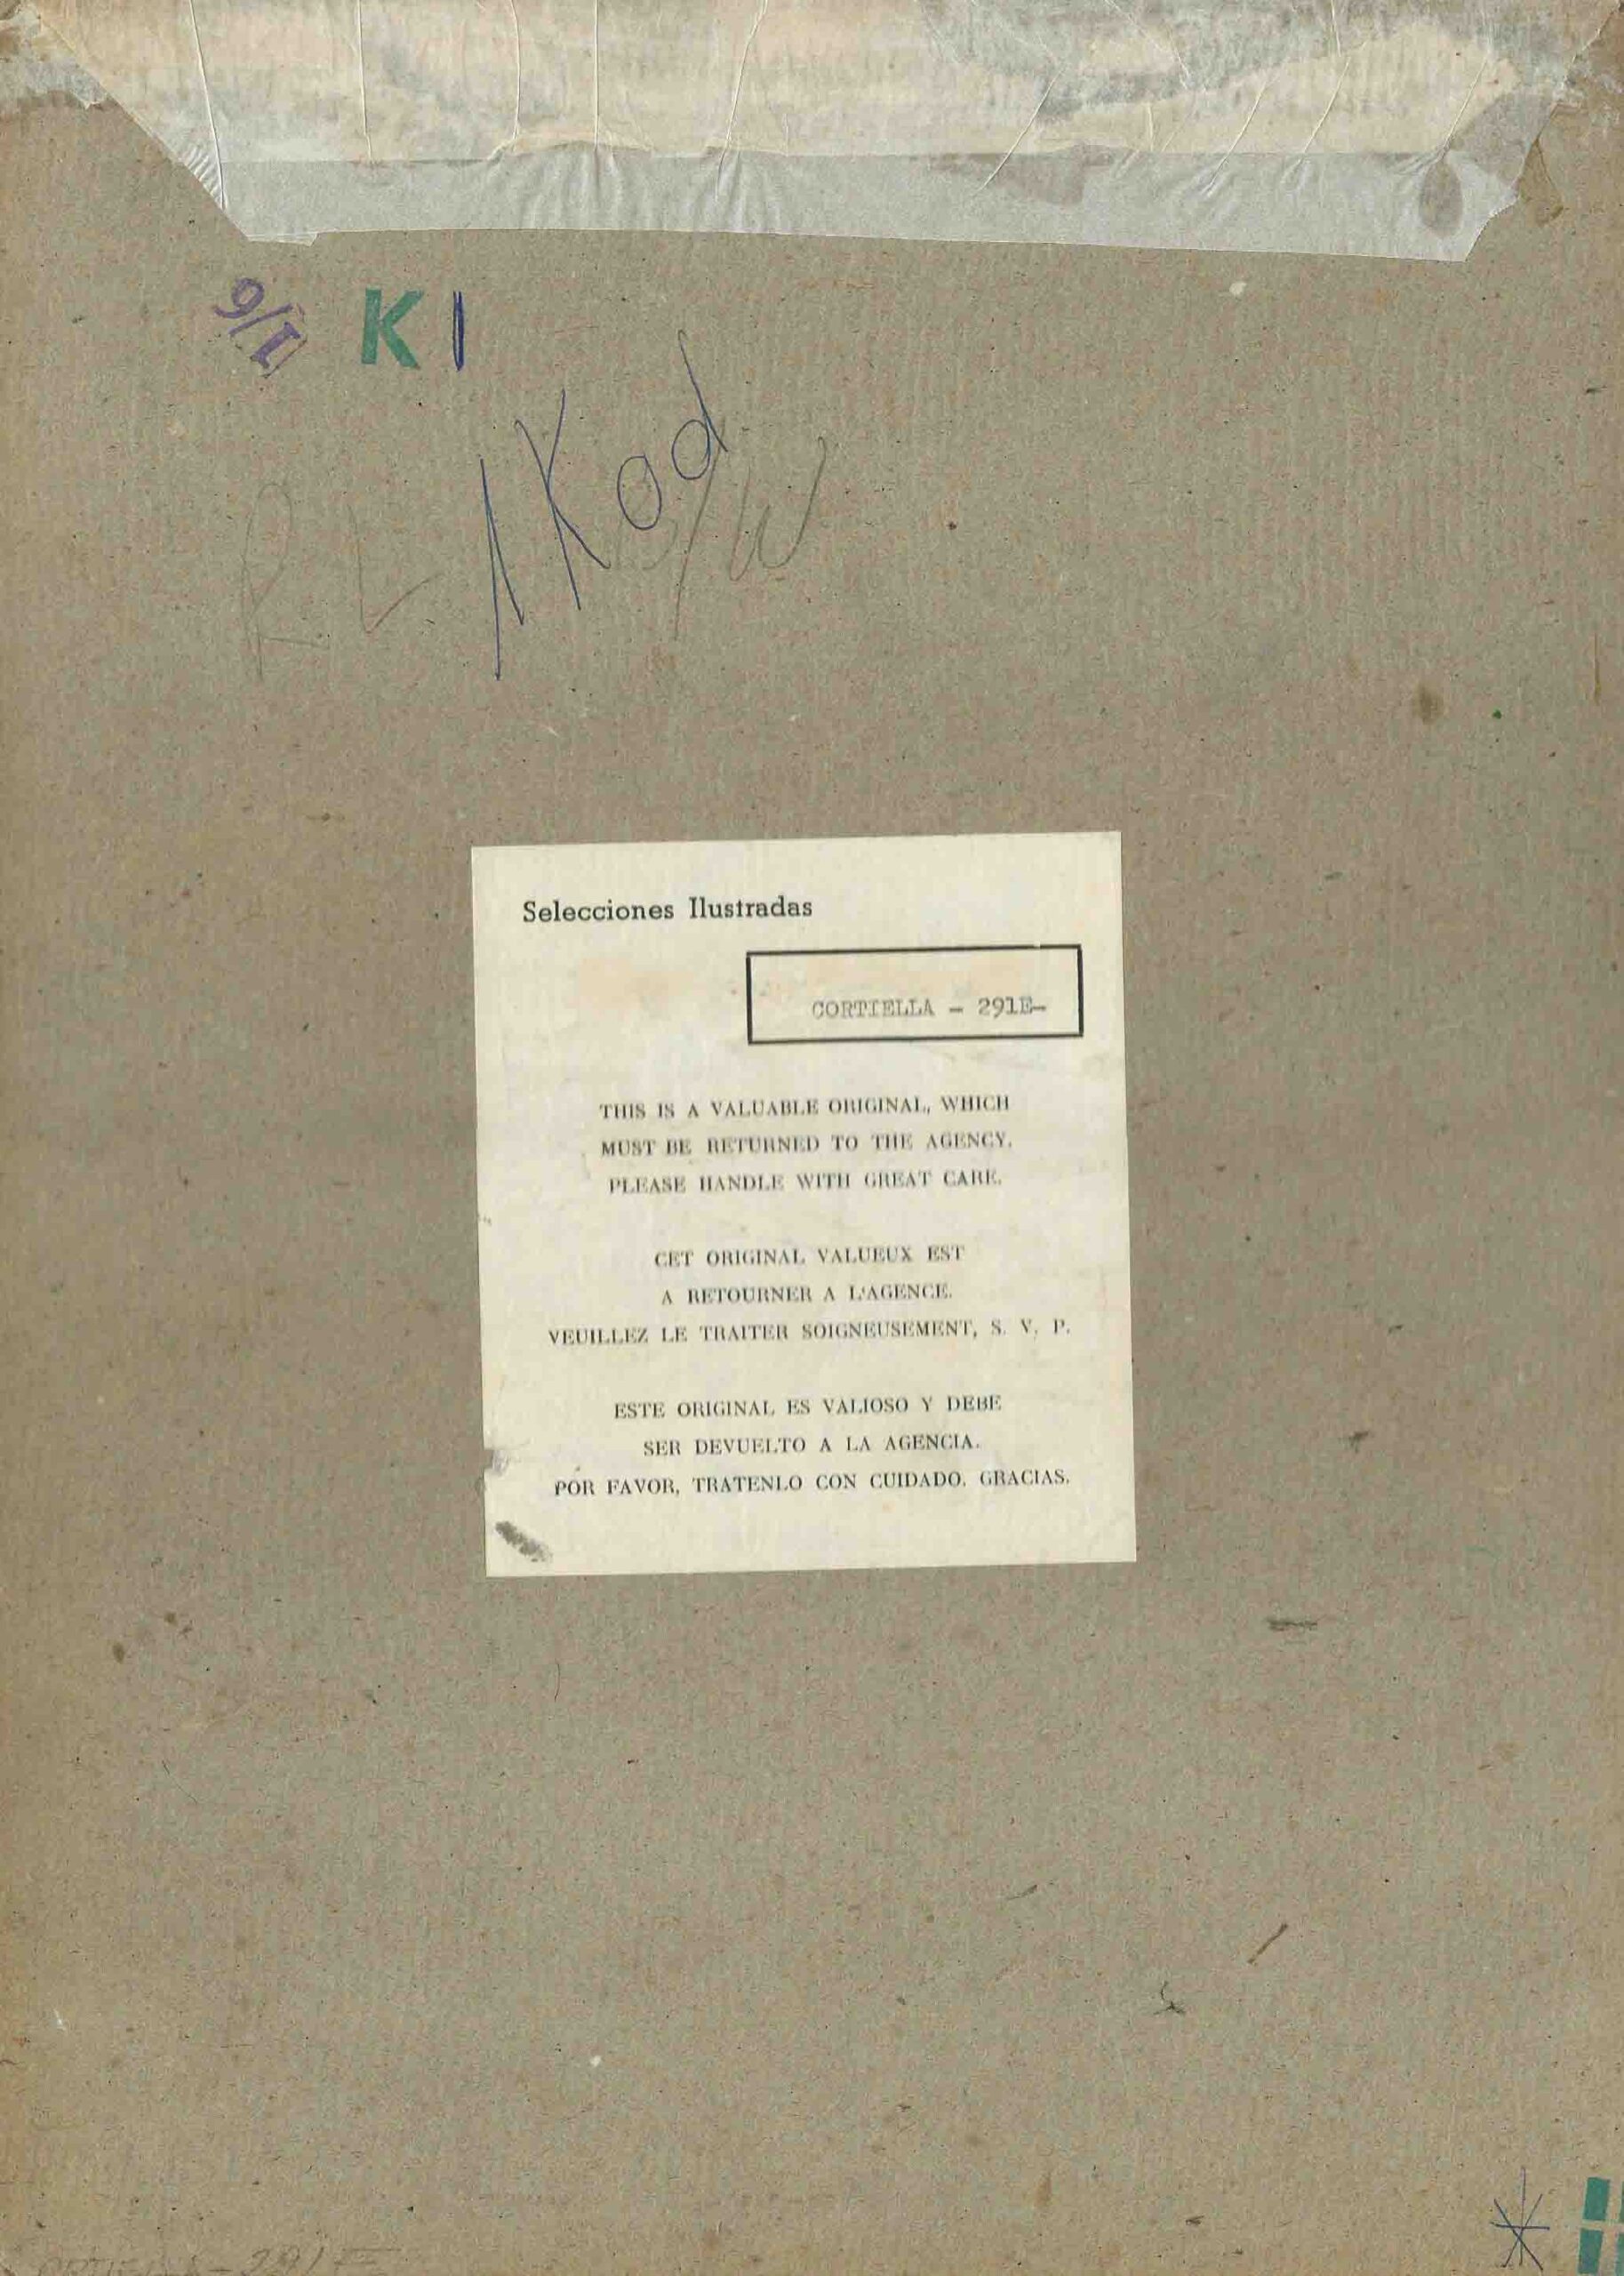 9/I K I
1 Kod
Selecciones Ilustradas
CORTIELLA - 291E-
THIS IS A VALUABLE ORIGINAL, WHICH
MUST BE RETURNED TO THE AGENCY.
PLEASE HANDLE WITH GREAT CARE.
CET ORIGINAL VALUEUX EST
A RETOURNER A L'AGENCE.
VEUILLEZ LE TRAITER SOIGNEUSEMENT, S. V. P.
ESTE ORIGINAL ES VALIOSO Y DEBE
SER DEVUELTO A LA AGENCIA.
POR FAVOR, TRATENLO CON CUIDADO. GRACIAS.